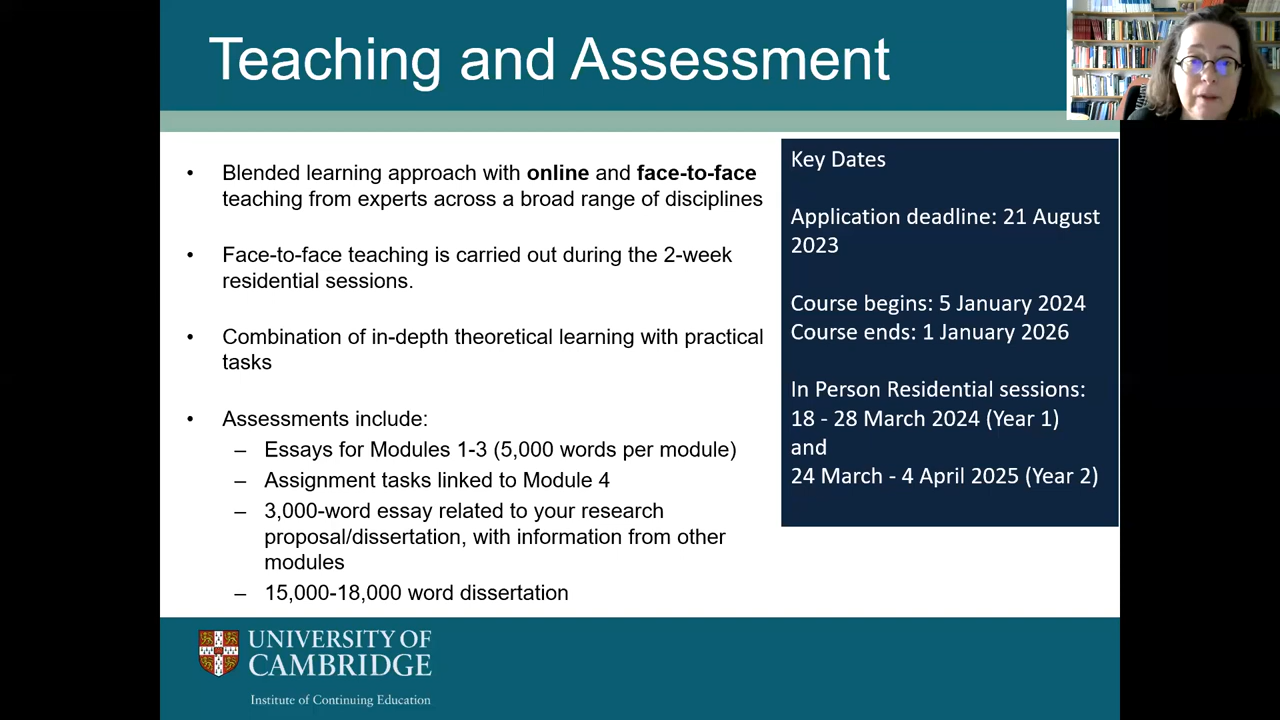 Teaching and Assessment
• Blended learning approach with online and face-to-face
teaching from experts across a broad range of disciplines
• Face-to-face teaching is carried out during the 2-week
residential sessions.
• Combination of in-depth theoretical learning with practical
tasks
• Assessments include:
– Essays for Modules 1-3 (5,000 words per module)
– Assignment tasks linked to Module 4
– 3,000-word essay related to your research
proposal/dissertation, with information from other
modules
– 15,000-18,000 word dissertation
Key Dates
Application deadline: 21 August
2023
Course begins: 5 January 2024
Course ends: 1 January 2026
In Person Residential sessions:
18 - 28 March 2024 (Year 1)
and
24 March - 4 April 2025 (Year 2)
UNIVERSITY OF
CAMBRIDGE
Institute of Continuing Education